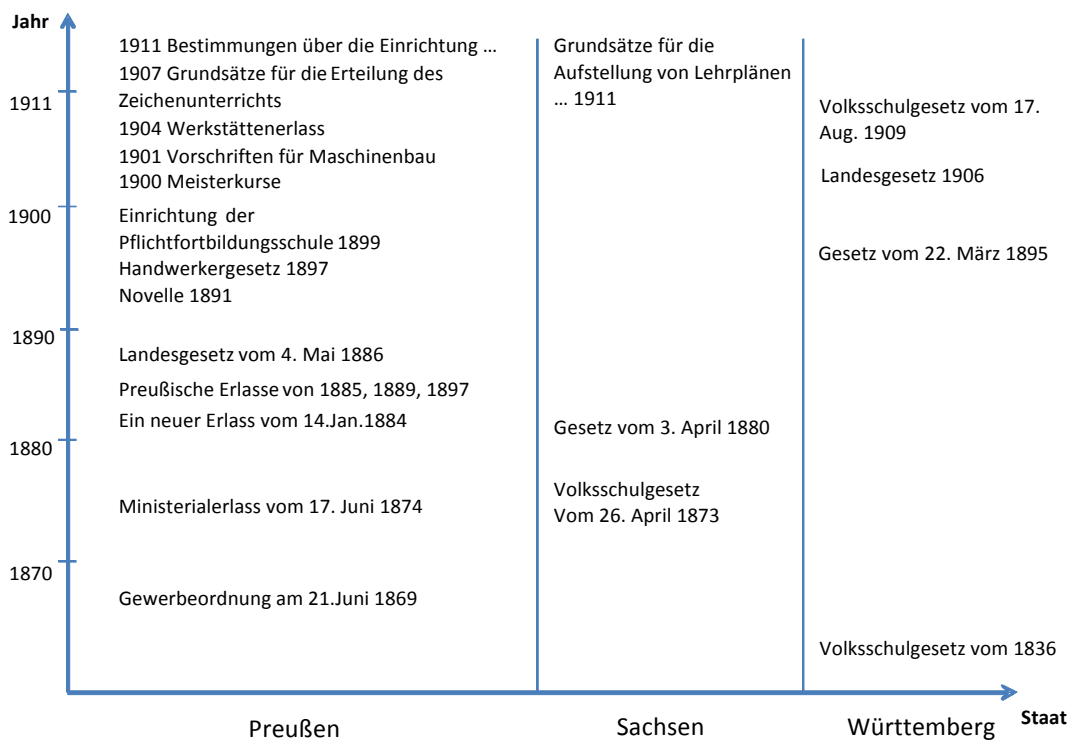 Jahr
1911
1900
1890
1880
1870
1911 Bestimmungen über die Einrichtung ...
1907 Grundsätze für die Erteilung des
Zeichenunterrichts
1904 Werkstättenerlass
1901 Vorschriften für Maschinenbau
1900 Meisterkurse
Einrichtung der
Pflichtfortbildungsschule 1899
Handwerkergesetz 1897
Novelle 1891
Landesgesetz vom 4. Mai 1886
Preußische Erlasse von 1885, 1889, 1897
Ein neuer Erlass vom 14.Jan.1884
Ministerialerlass vom 17. Juni 1874
Gewerbeordnung am 21.Juni 1869
Grundsätze für die
Aufstellung von Lehrplänen
... 1911
Gesetz vom 3. April 1880
Volksschulgesetz
Vom 26. April 1873
Volksschulgesetz vom 17.
Aug. 1909
Landesgesetz 1906
Gesetz vom 22. März 1895
Volksschulgesetz vom 1836
Preußen
Sachsen
Württemberg
Staat